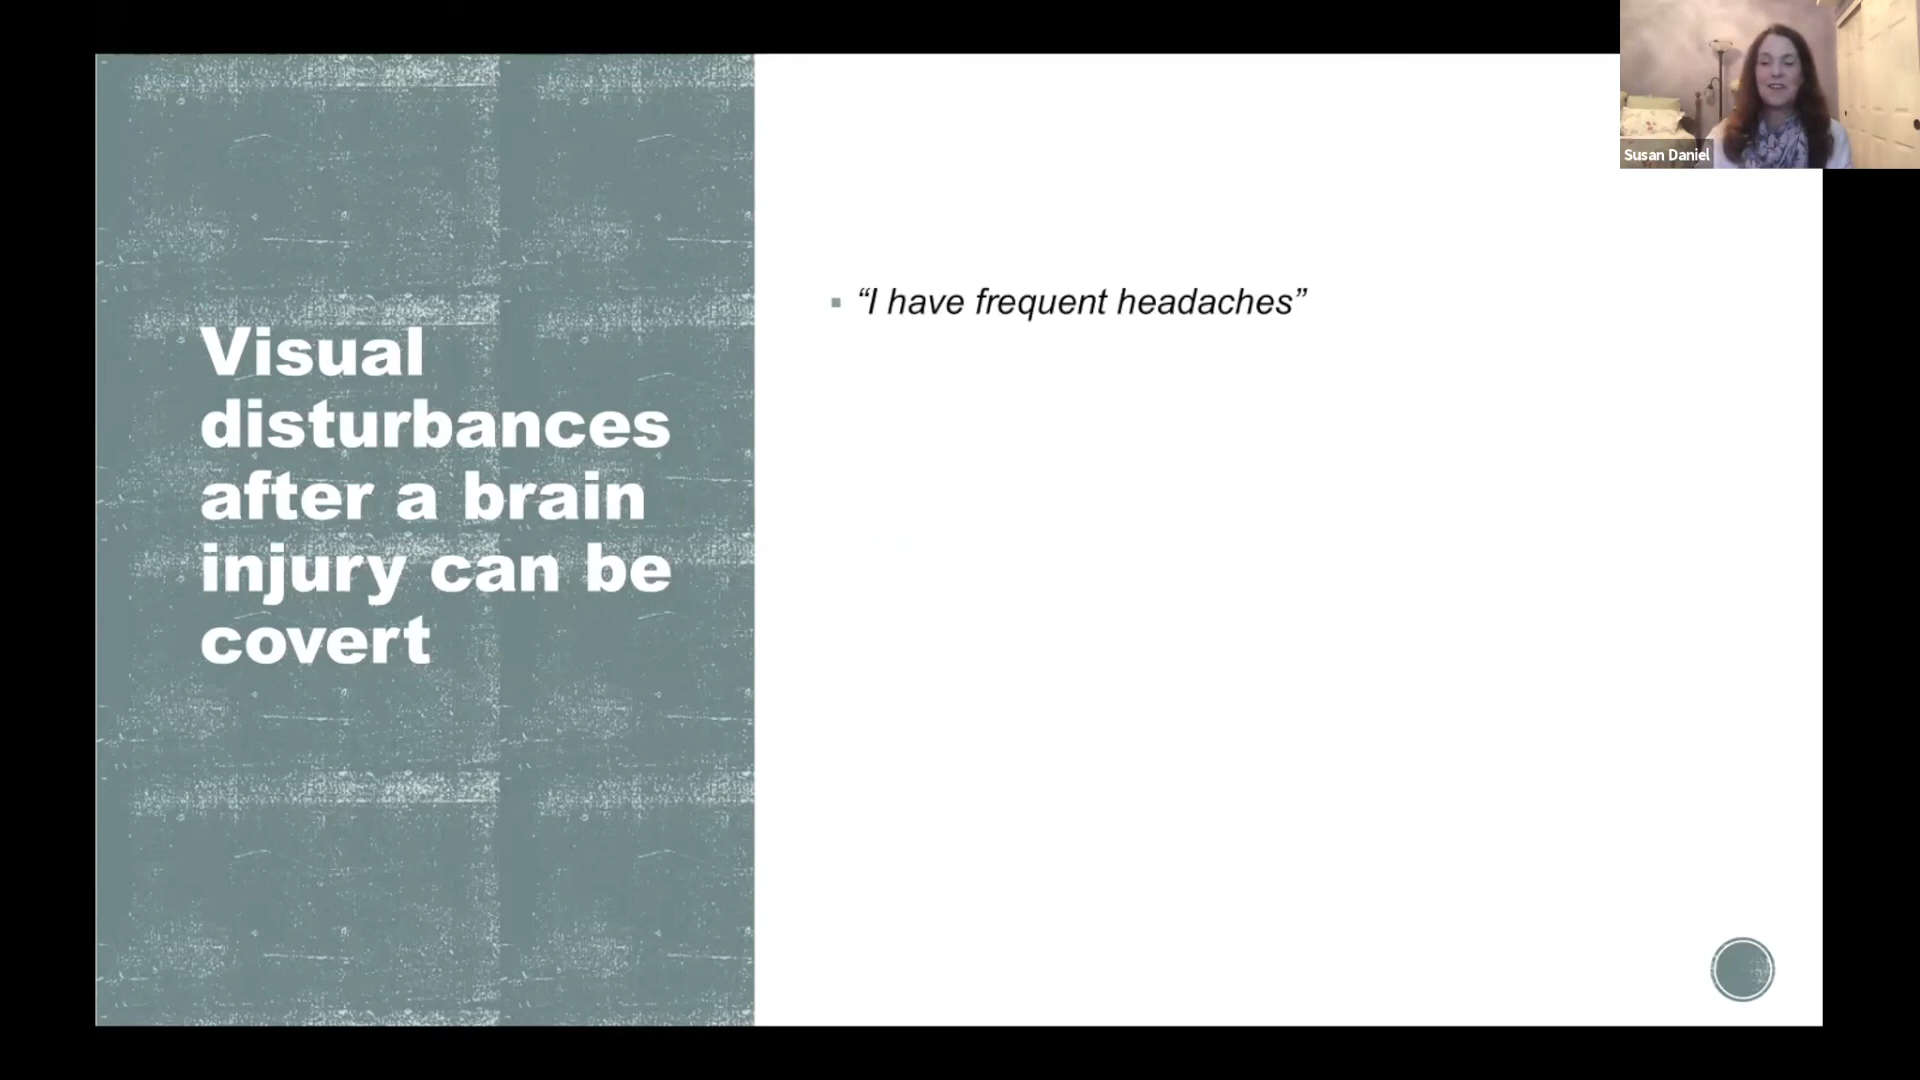 Visual
disturbances
after a brain
injury can be
covert
“I have frequent headaches”
Susan Daniel